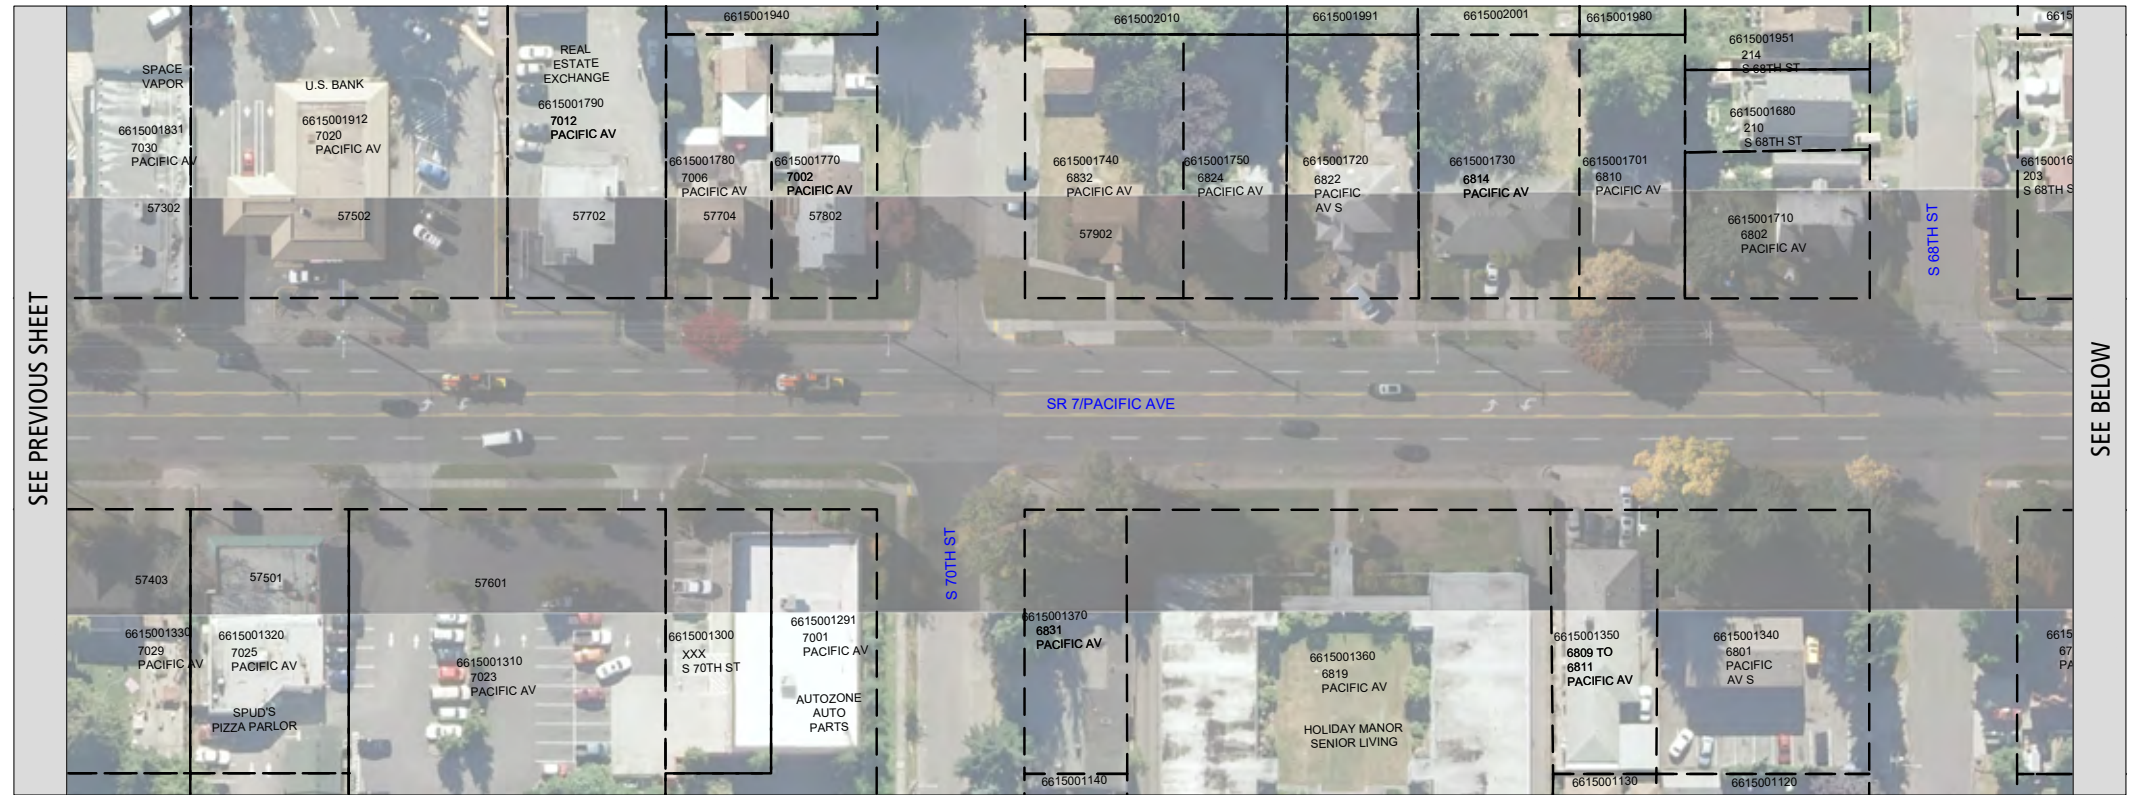 6615001940
6615002010
6615001991
6615002001
6615001980
6615
SPACE
VAPOR
6615001831
7030
PACIFIC AV
57302
U.S. BANK
6615001912
7020
PACIFIC AV
57502
REAL
ESTATE
EXCHANGE
6615001790
7012
PACIFIC AV
57702
6615001780
7006
PACIFIC AV
57704
6615001770
7002
PACIFIC AV
57802
6615001740
6832
PACIFIC AV
57902
6615001750
6824
PACIFIC AV
6615001720
6822
PACIFIC
AV S
6615001730
6814
PACIFIC AV
6615001701
6810
PACIFIC AV
6615001951
214
S 68TH ST
6615001680
210
S 68TH ST
6615001710
6802
PACIFIC AV
S 68TH ST
66150016
203
S 68TH S
SEE PREVIOUS SHEET
SR 7/PACIFIC AVE
SEE BELOW
57403
6615001330
7029
PACIFIC AV
57501
6615001320
7025
PACIFIC AV
SPUD'S
PIZZA PARLOR
57601
6615001310
7023
PACIFIC AV
6615001300
XXX
S 70TH ST
6615001291
7001
PACIFIC AV
AUTOZONE
AUTO
PARTS
S 70TH ST
6615001370
6831
PACIFIC AV
6615001140
6615001360
6819
PACIFIC AV
HOLIDAY MANOR
SENIOR LIVING
6615001350
6809 TO
6811
PACIFIC AV
6615001130
6615001340
6801
PACIFIC
AV S
6615001120
6615
67
PA